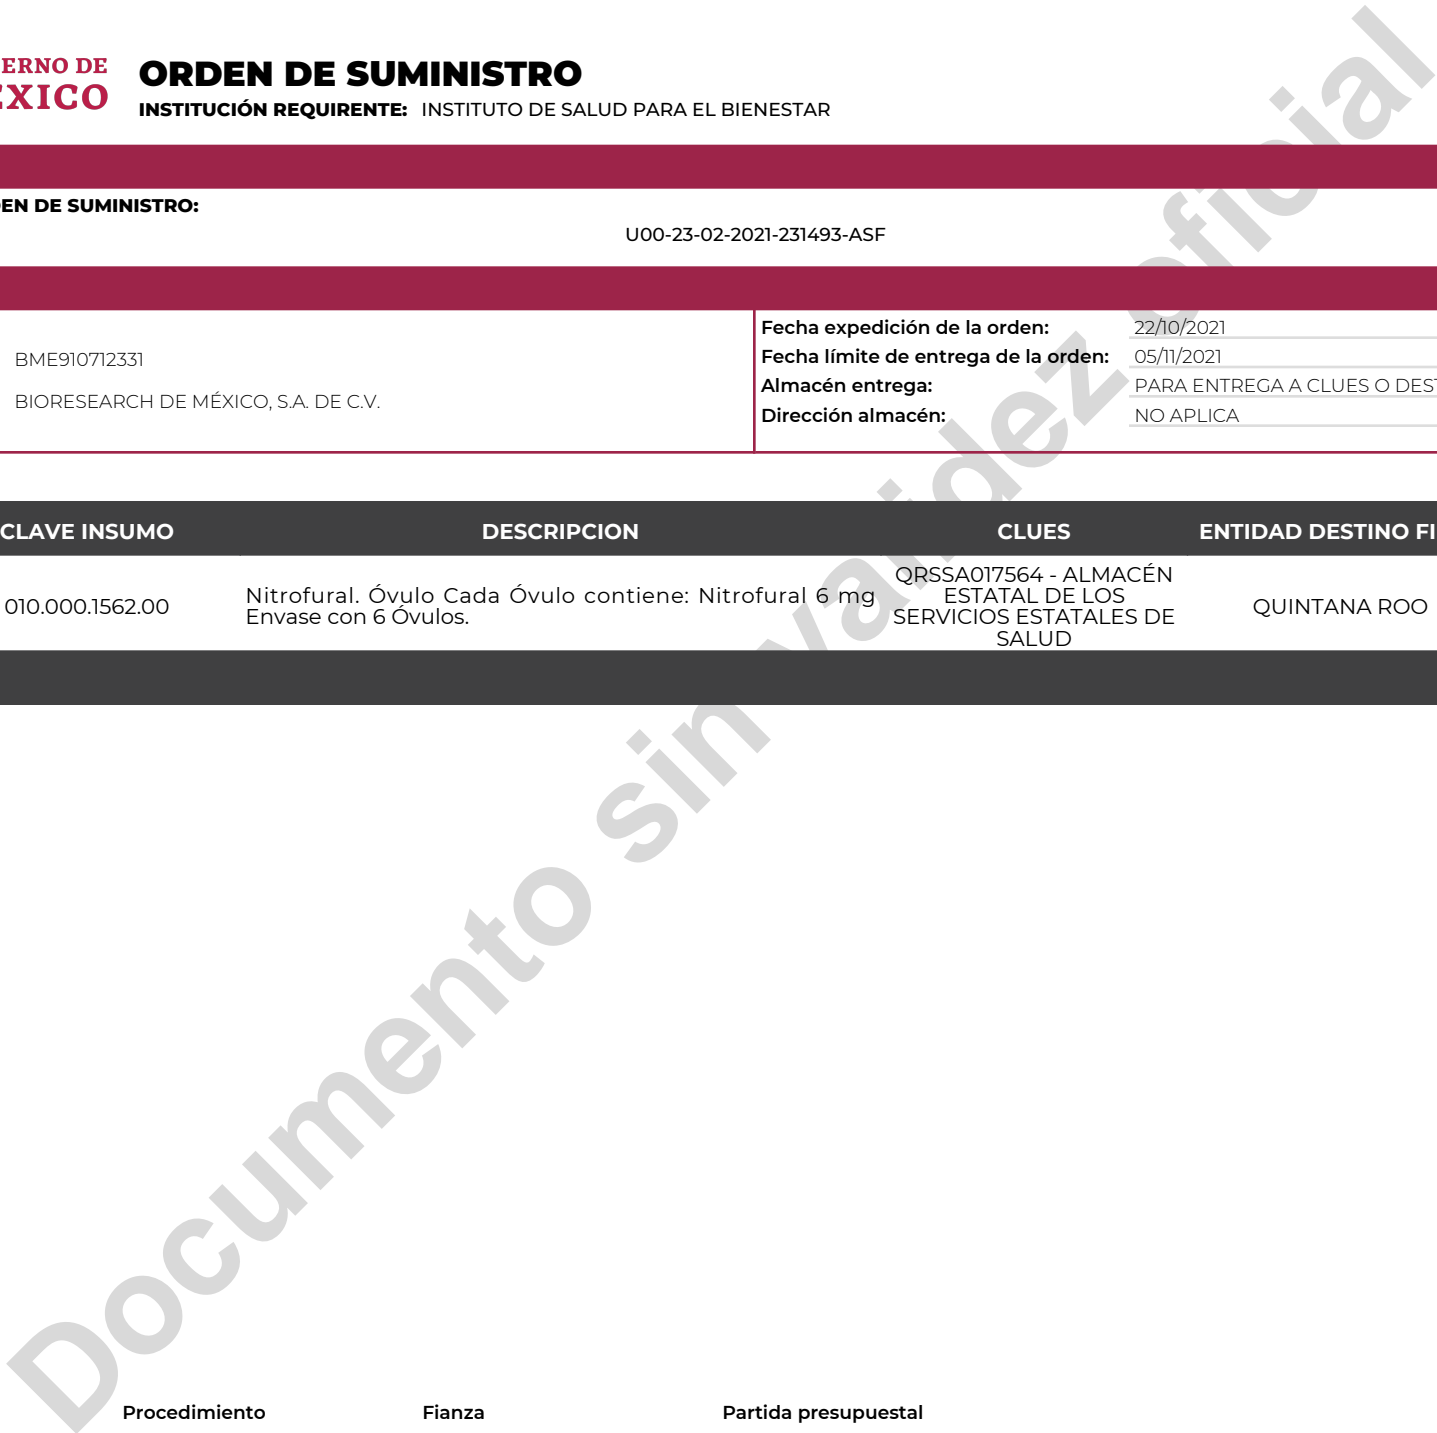 ERNO DE
ÉXICO
ORDEN DE SUMINISTRO
INSTITUCIÓN REQUIRENTE: INSTITUTO DE SALUD PARA EL BIENESTAR
EN DE SUMINISTRO:
U00-23-02-2021-231493-ASF
BME910712331
BIORESEARCH DE MÉXICO, S.A. DE C.V.
Fecha expedición de la orden: 22/10/2021
Fecha límite de entrega de la orden: 05/11/2021
Almacén entrega: PARA ENTREGA A CLUES O DEST
Dirección almacén: NO APLICA
CLAVE INSUMO DESCRIPCION CLUES ENTIDAD DESTINO FI
010.000.1562.00
Nitrofural. Óvulo Cada Óvulo contiene: Nitrofural 6 mg
Envase con 6 Óvulos.
QRSSA017564 - ALMACÉN
ESTATAL DE LOS
SERVICIOS ESTATALES DE
SALUD
QUINTANA ROO
Documento sin validez oficial
Procedimiento Fianza Partida presupuestal